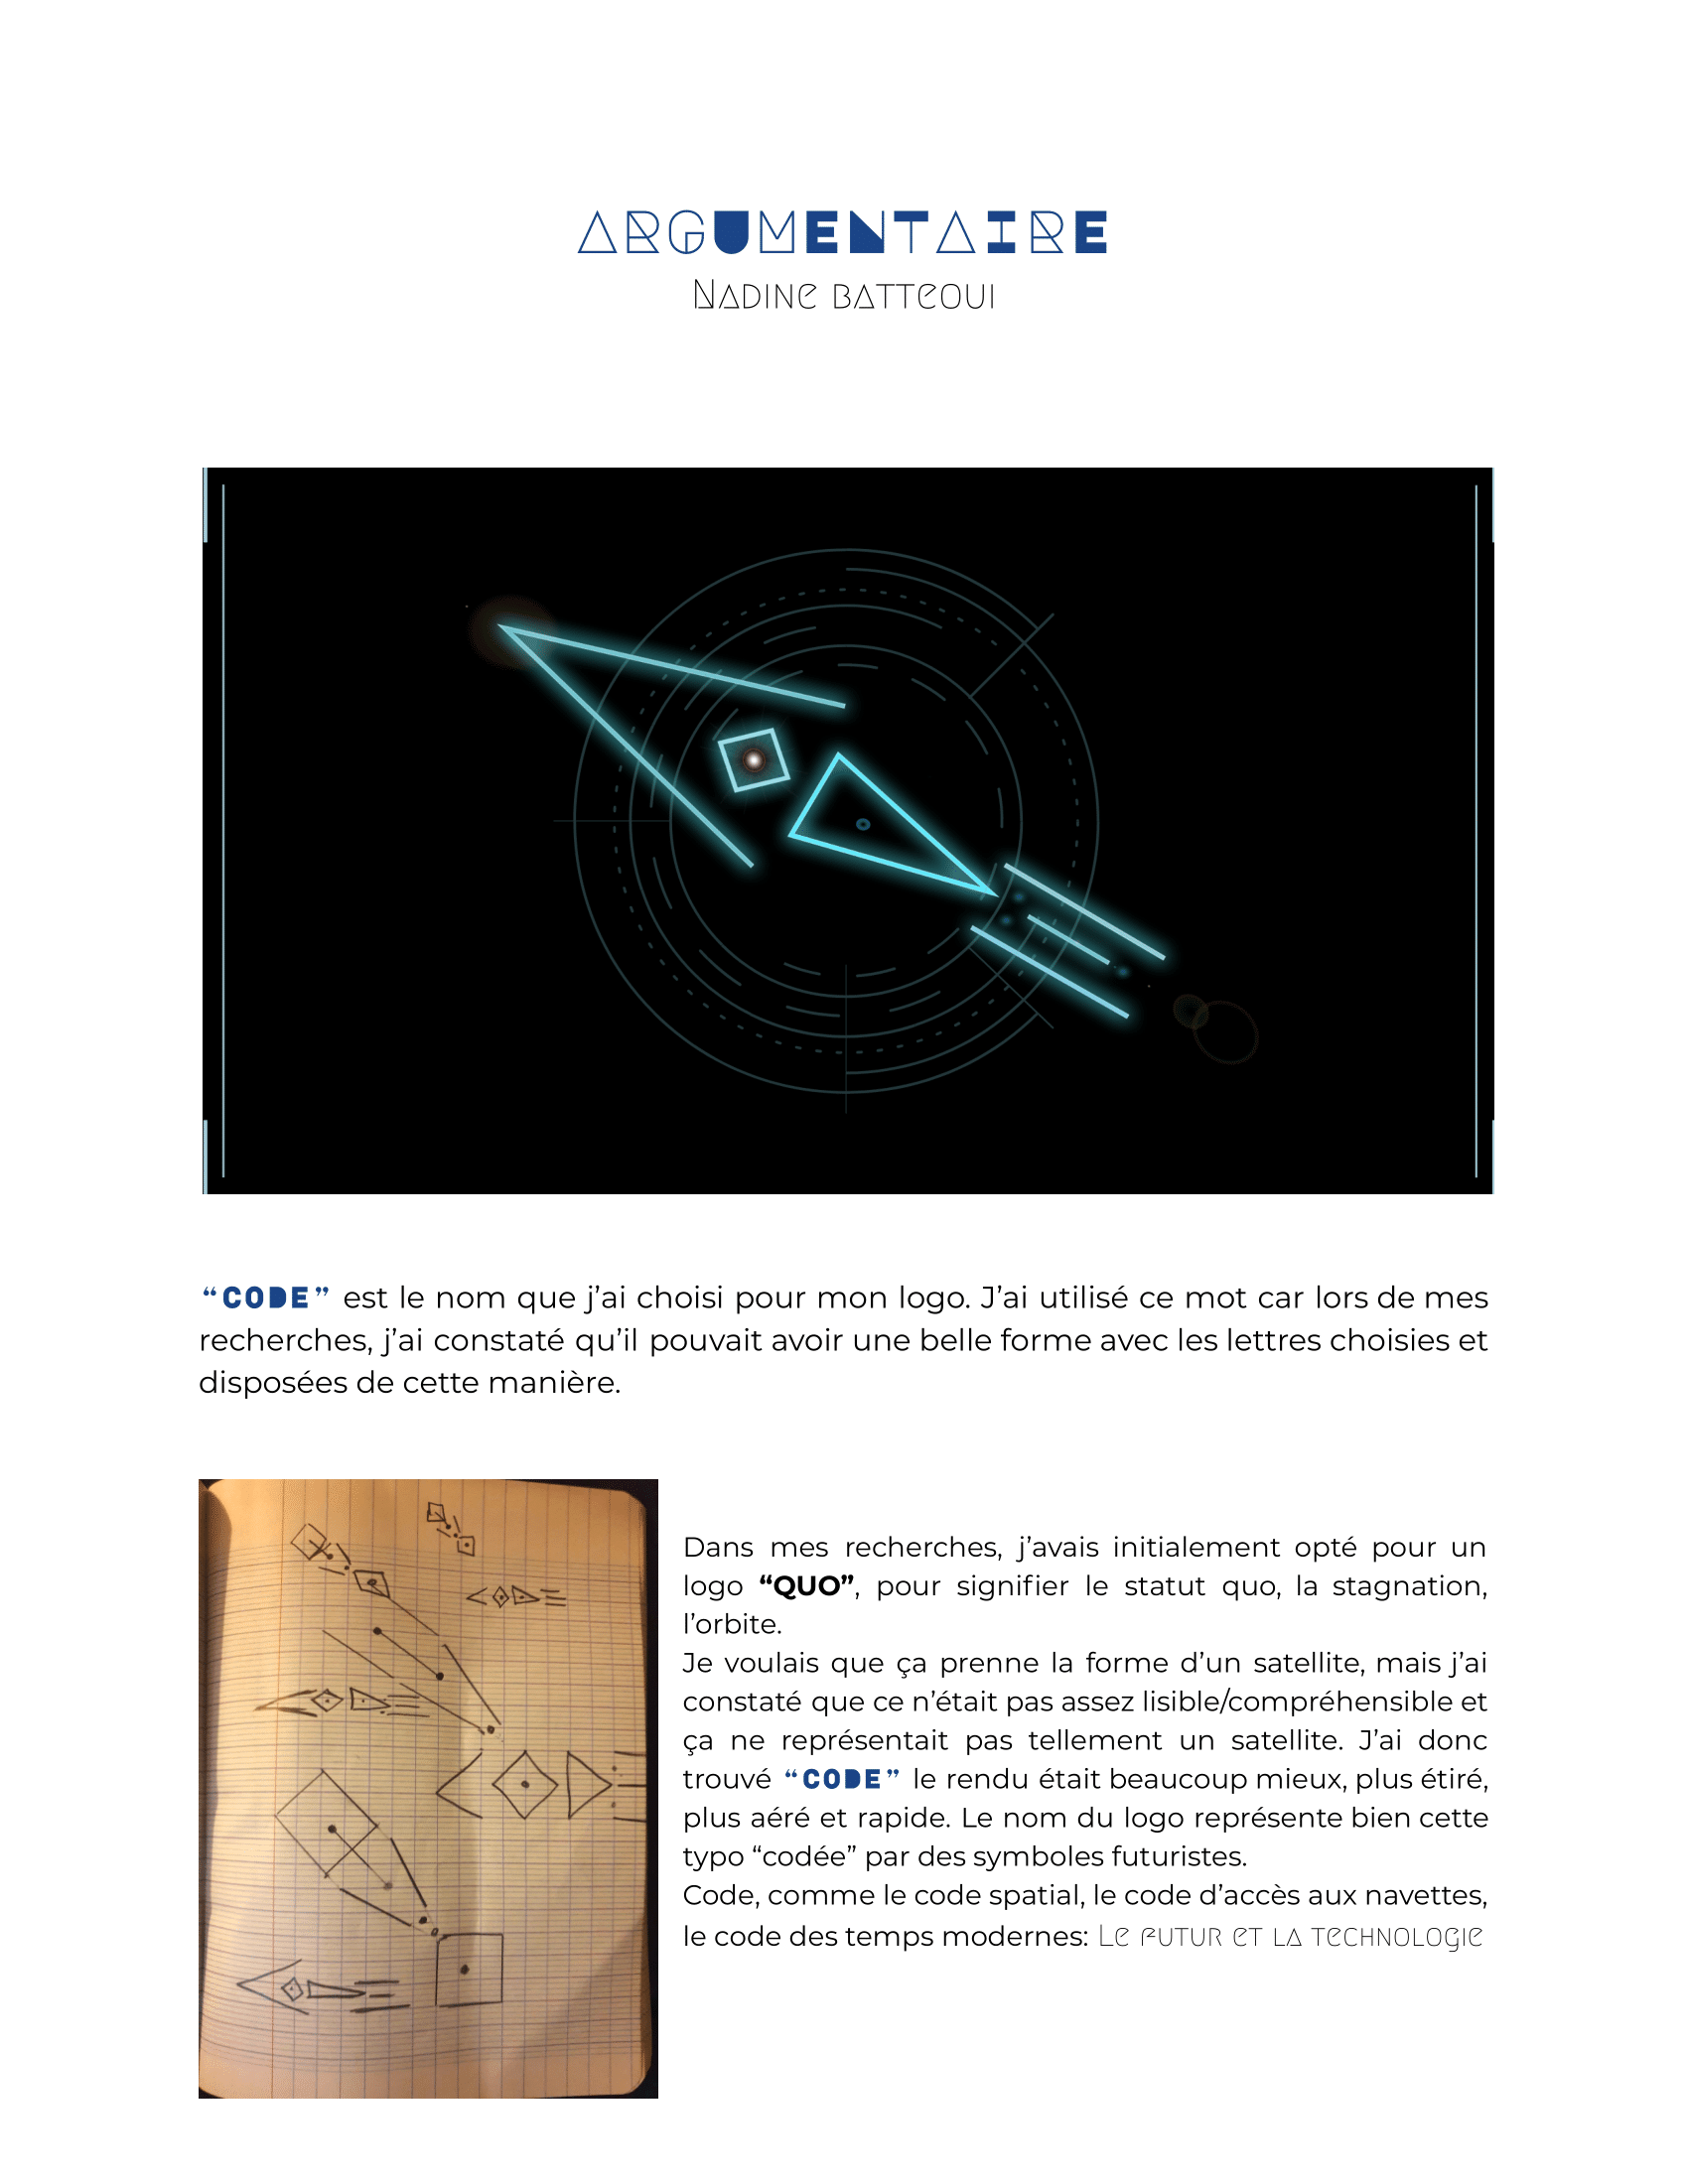 ARGUMENTAIRE
Nadine Batteoui
“CODE” est le nom que j’ai choisi pour mon logo. J’ai utilisé ce mot car lors de mes
recherches, j’ai constaté qu’il pouvait avoir une belle forme avec les lettres choisies et
disposées de cette manière.
Dans mes recherches, j’avais initialement opté pour un
logo “QUO”, pour signifier le statut quo, la stagnation,
l’orbite.
Je voulais que ça prenne la forme d’un satellite, mais j’ai
constaté que ce n’était pas assez lisible/compréhensible et
ça ne représentait pas tellement un satellite. J’ai donc
trouvé “CODE” le rendu était beaucoup mieux, plus étiré,
plus aéré et rapide. Le nom du logo représente bien cette
typo “codée” par des symboles futuristes.
Code, comme le code spatial, le code d’accès aux navettes,
le code des temps modernes: Le futur et la technologie